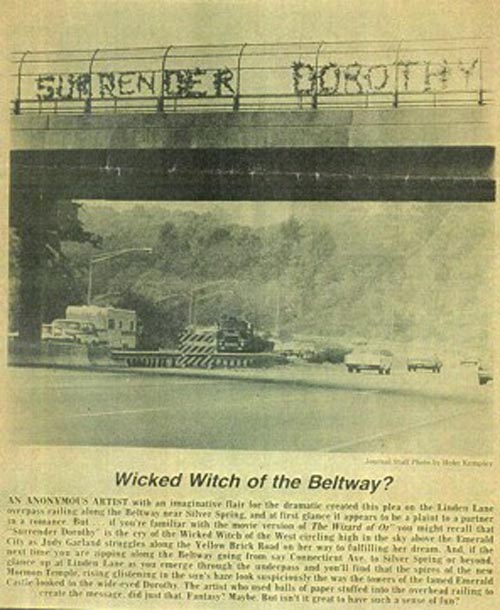 SURRENDER DOROTHY
Journal Staff Photo by Hoke Kempley
Wicked Witch of the Beltway?
AN ANONYMOUS ARTIST with an imaginative flair for the dramatic created this plea on the Linden Lane
overpass railing along the Beltway near Silver Spring, and at first glance it appears to be a plaint to a partner
in a romance. But . . . if you're familiar with the movie version of The Wizard of Oz" you might recall that
"Surrender Dorothy" is the cry of the Wicked Witch of the West circling high in the sky above the Emerald
City as Judy Garland struggles along the Yellow Brick Road on her way to fulfilling her dream. And, if the
next time you are zipping along the Beltway going from say Connecticut Ave. to Silver Spring or beyond,
glance up at Linden Lane as you emerge through the underpass and you'll find that the spires of the new
Mormon Temple, rising glistening in the sun's haze look suspiciously the way the towers of the famed Emerald
Castle looked to the wide eyed Dorothy. The artist who used balls of paper stuffed into the overhead railing to
create the message, did just that. Fantasy? Maybe. But isn't it great to have such a sense of fun?